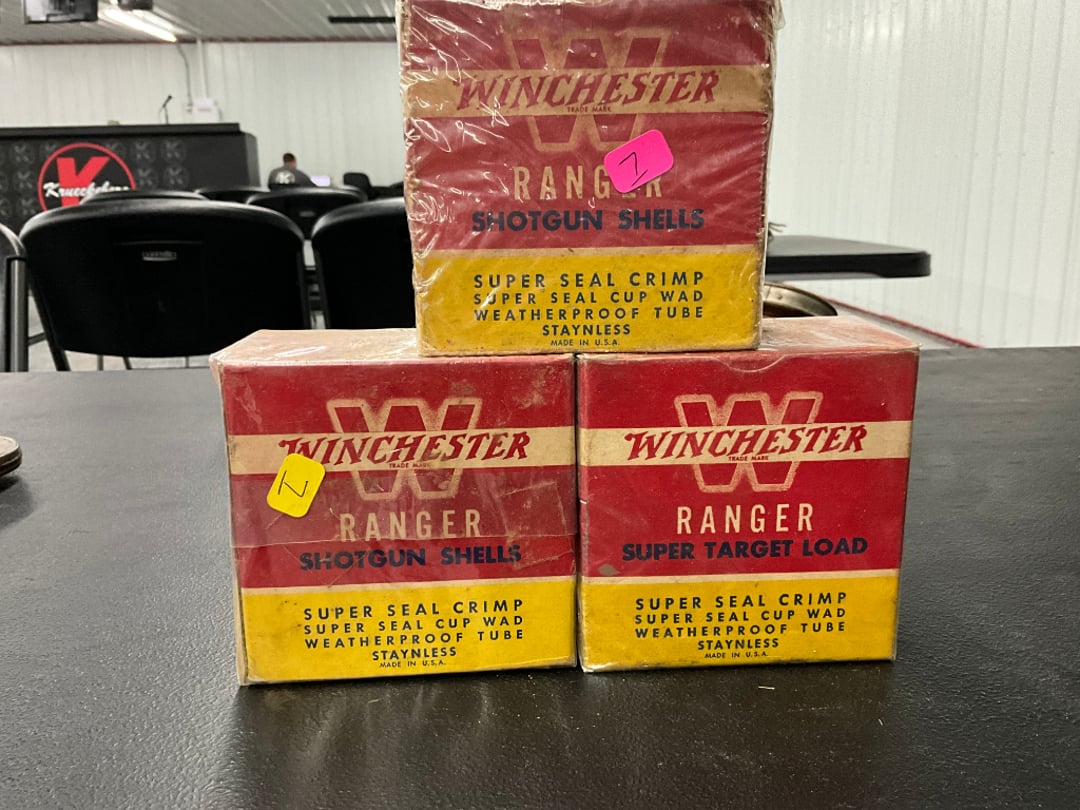 WINCHESTER
TRADE MARK
RANGER
SHOTGUN SHELLS
SUPER SEAL CRIMP
SUPER SEAL CUP WAD
WEATHERPROOF TUBE
STAYNLESS
MADE IN U.S.A.
K
WINCHESTER
TRADE MARK
RANGER
SHOTGUN SHELLS
SUPER SEAL CRIMP
SUPER SEAL CUP WAD
WEATHERPROOF TUBE
STAYNLESS
MADE IN U.S.A.
WINCHESTER
TRADE MARK
RANGER
SUPER TARGET LOAD
SUPER SEAL CRIMP
SUPER SEAL CUP WAD
WEATHERPROOF TUBE
STAYNLESS
MADE IN U.S.A.